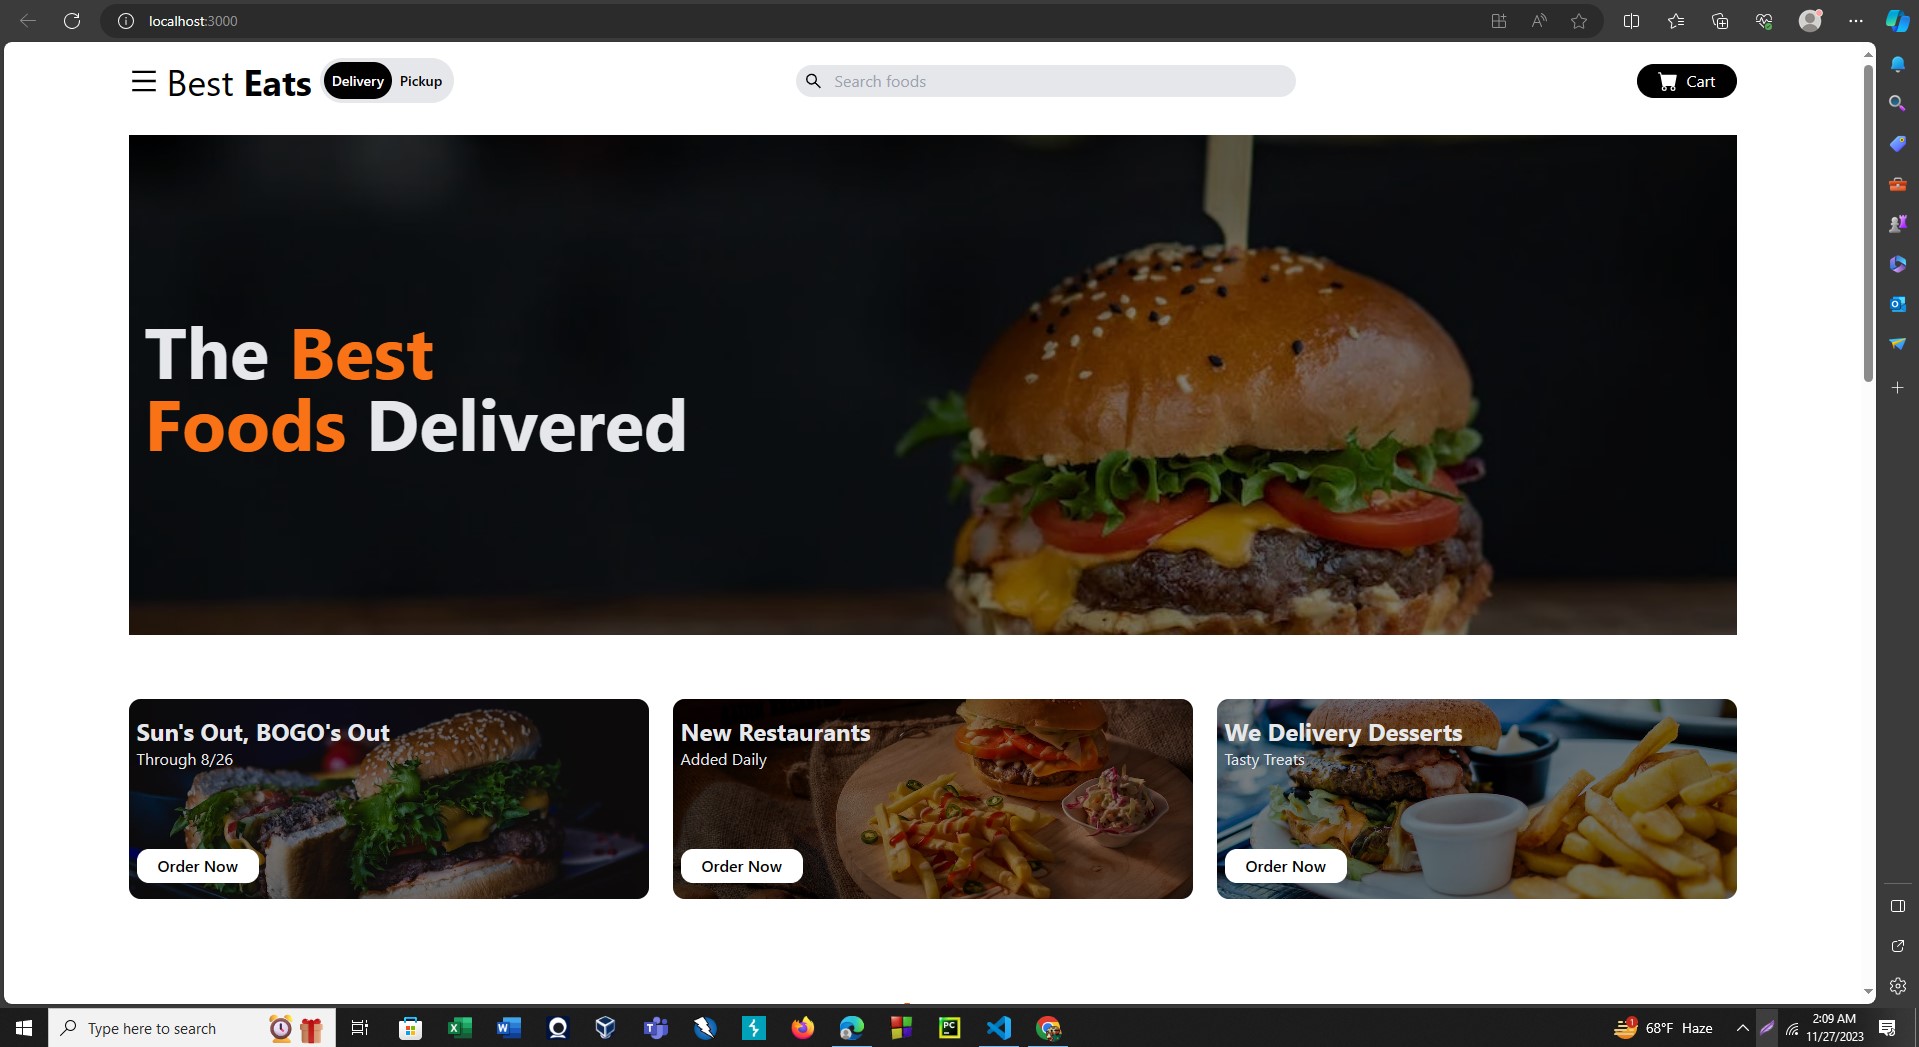 localhost:3000
Best Eats
Delivery Pickup
Search foods
Cart
The Best
Foods Delivered
Sun's Out, BOGO's Out
Through 8/26
Order Now
New Restaurants
Added Daily
Order Now
We Delivery Desserts
Tasty Treats
Order Now
Type here to search
68°F Haze
2:09 AM
11/27/2023